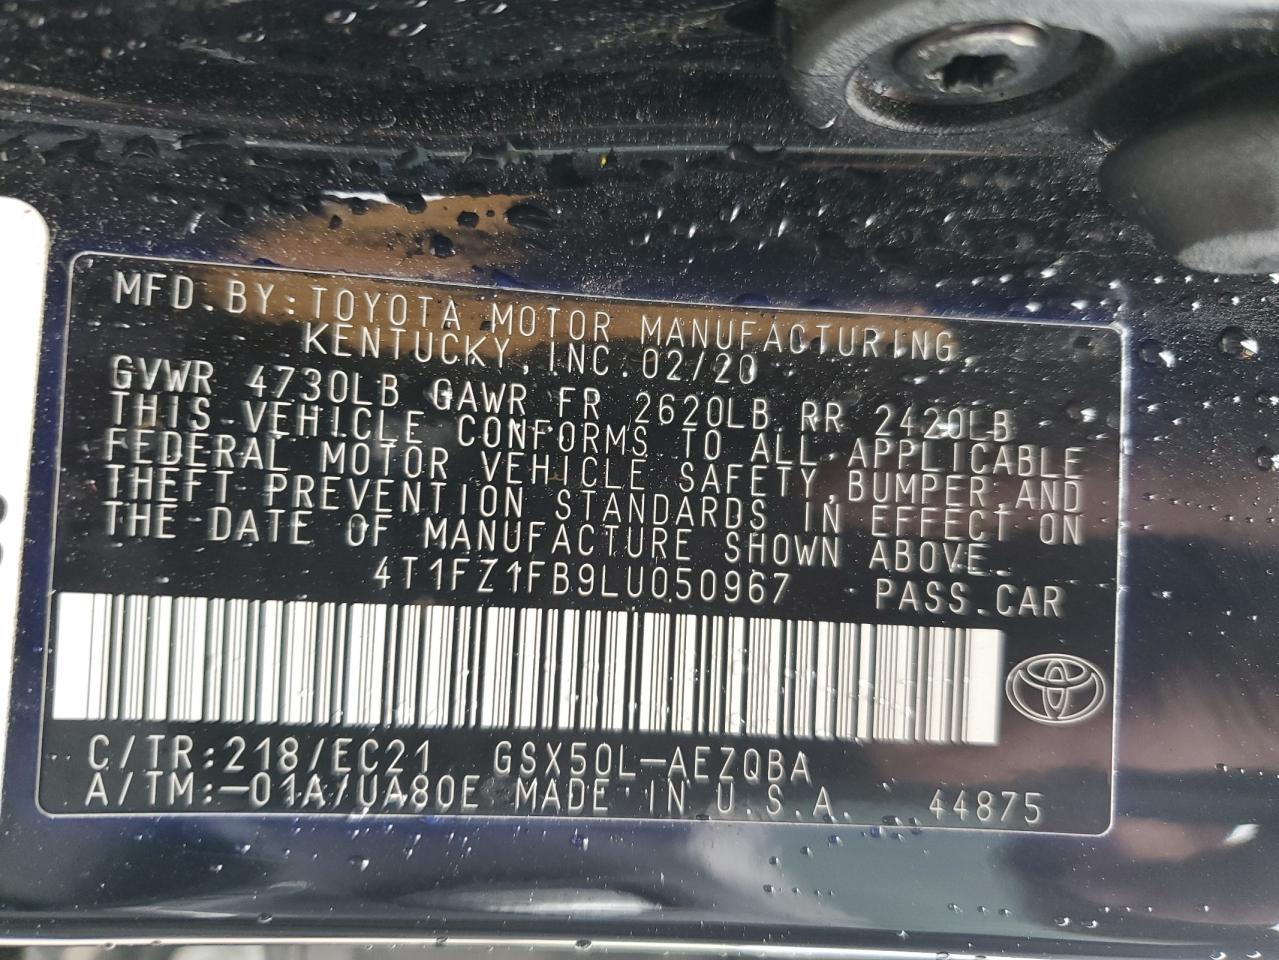 MFD.BY:TOYOTA MOTOR MANUFACTURING
KENTUCKY, INC. 02/20
GVWR 4730LB GAWR FR 2620LB RR 2420LB
THIS VEHICLE CONFORMS TO ALL APPLICABLE
FEDERAL MOTOR VEHICLE SAFETY, BUMPER AND
THEFT PREVENTION STANDARDS IN EFFECT ON
THE DATE OF MANUFACTURE SHOWN ABOVE.
4T1FZ1FB9LU050967 PASS.CAR
C/TR:218/EC21 GSX50L-AEZQBA
A/TM:-01A/UA80E MADE IN U.S.A. 44875